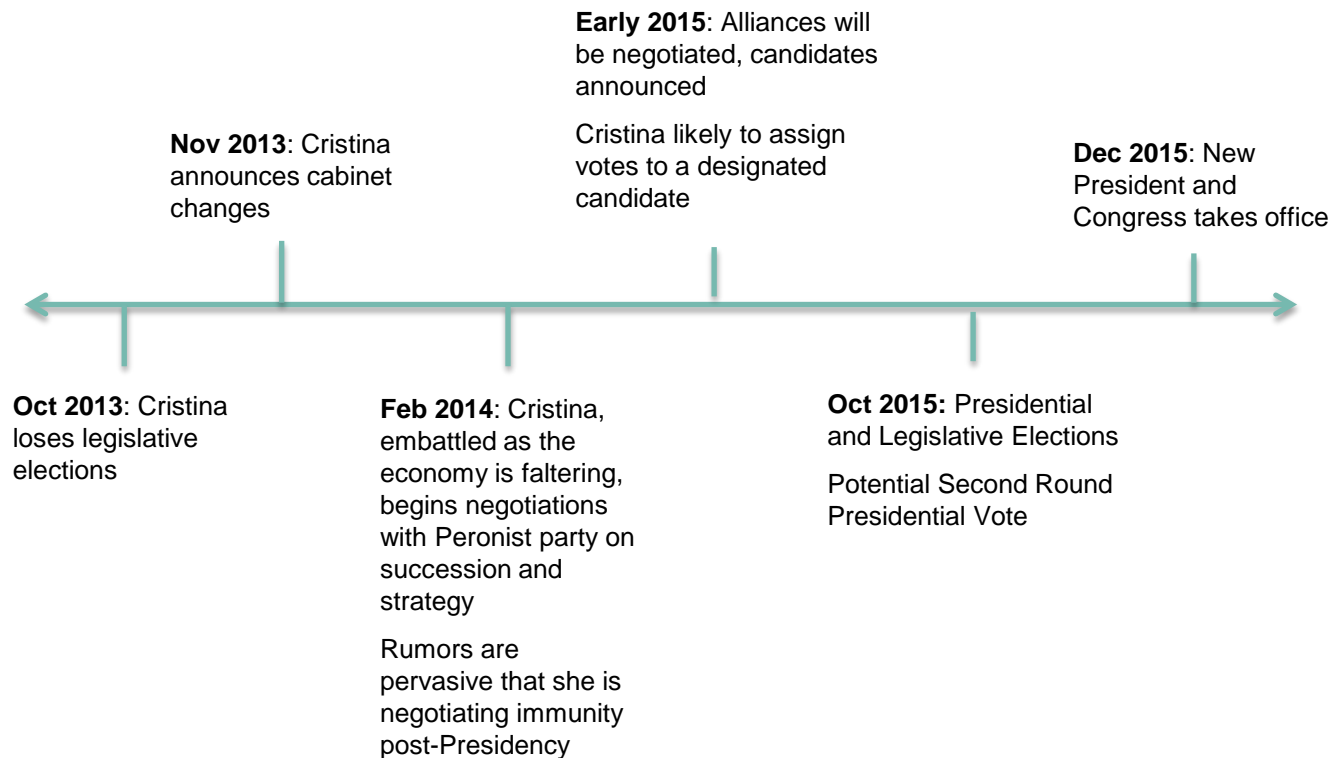 Early 2015: Alliances will
be negotiated, candidates
announced
Cristina likely to assign
votes to a designated
candidate
Nov 2013: Cristina
announces cabinet
changes
Dec 2015: New
President and
Congress takes office
Oct 2013: Cristina
loses legislative
elections
Feb 2014: Cristina,
embattled as the
economy is faltering,
begins negotiations
with Peronist party on
succession and
strategy
Rumors are
pervasive that she is
negotiating immunity
post-Presidency
Oct 2015: Presidential
and Legislative Elections
Potential Second Round
Presidential Vote